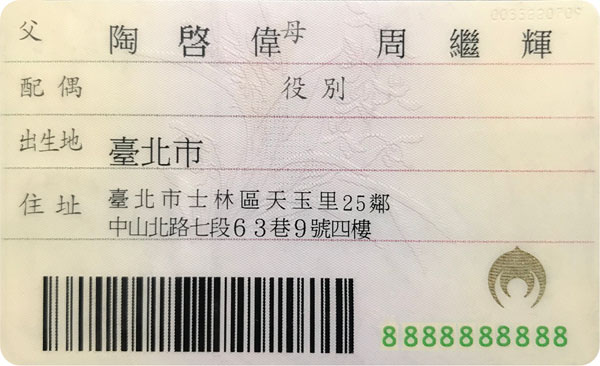 父 陶啓偉 母 周繼輝
配偶 役別
出生地 臺北市
住址 臺北市士林區天玉里25鄰
中山北路七段63巷9號四樓
8888888888